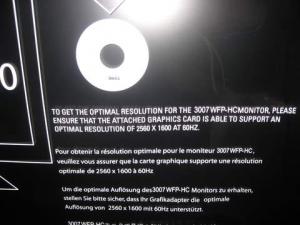 0
DELL
TO GET THE OPTIMAL RESOLUTION FOR THE 3007WFP-HCMONITOR, PLEASE
ENSURE THAT THE ATTACHED GRAPHICS CARD IS ABLE TO SUPPORT AN
OPTIMAL RESOLUTION OF 2560 X 1600 AT 60HZ.
Pour obtenir la résolution optimale pour le moniteur 3007WFP-HC,
veuillez vous assurer que la carte graphique supporte une résolution
optimale de 2560 x 1600 à 60Hz
Um die optimale Auflösung des3007WFP-HC Monitors zu erhalten,
stellen Sie bitte sicher, dass Ihr Grafikadapter die optimale
Auflösung von 2560 x 1600 mit 60Hz unterstützt.